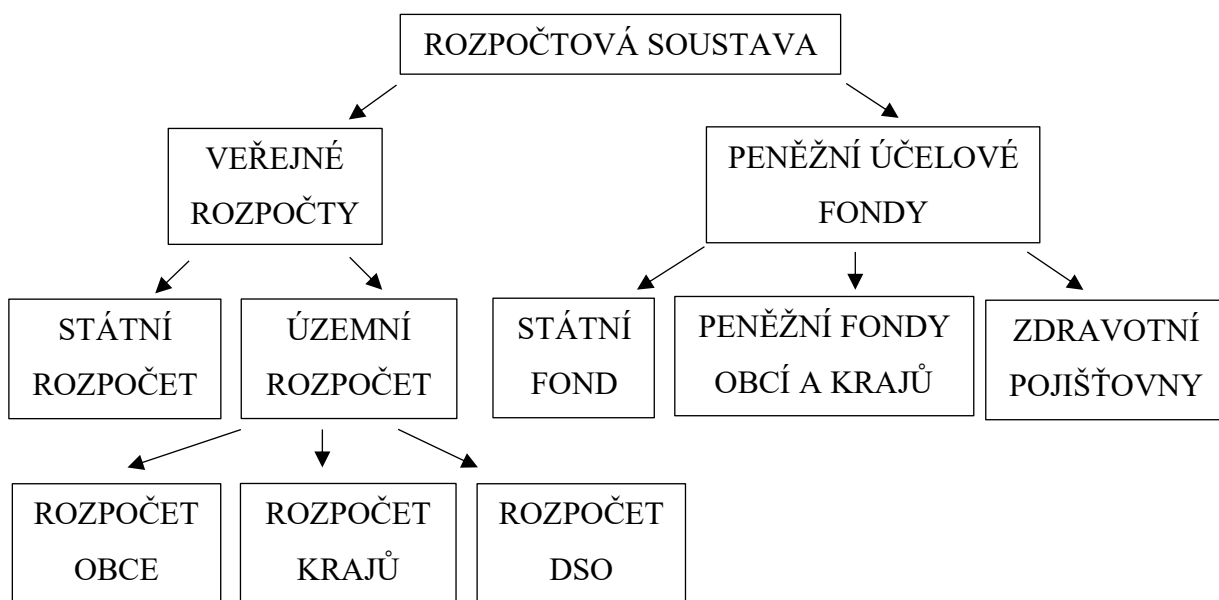 ROZPOČTOVÁ SOUSTAVA
VEŘEJNÉ
ROZPOČTY
PENĚŽNÍ ÚČELOVÉ
FONDY
STÁTNÍ
ROZPOČET
ÚZEMNÍ
ROZPOČET
STÁTNÍ
FOND
PENĚŽNÍ FONDY
OBCÍ A KRAJŮ
ZDRAVOTNÍ
POJIŠŤOVNY
ROZPOČET
OBCE
ROZPOČET
KRAJŮ
ROZPOČET
DSO